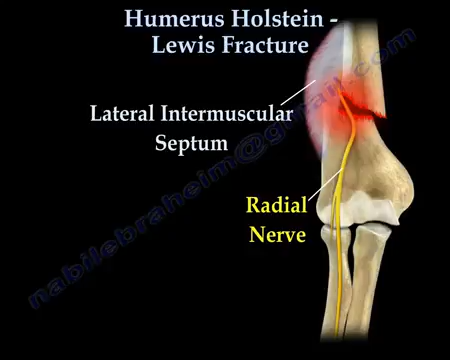 Humerus Holstein -
Lewis Fracture
Lateral Intermuscular
Septum
Radial
Nerve
nabilebraheim@gmail.com